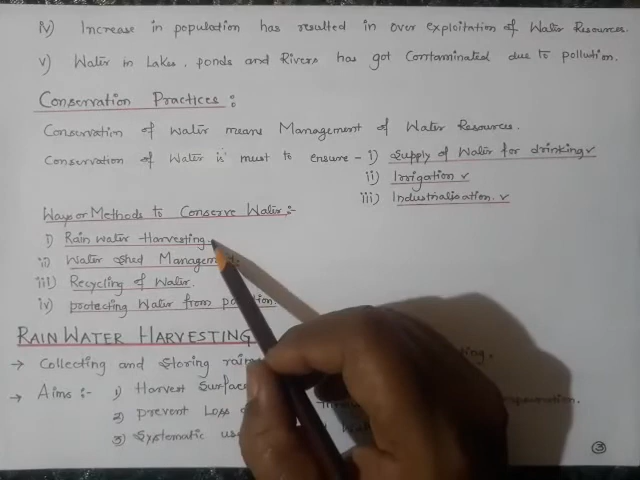 iv) Increase in population has resulted in over exploitation of Water Resources.
v) Water in Lakes, ponds and Rivers has got Contaminated due to pollution.
Conservation Practices :
Conservation of water means Management of Water Resources.
Conservation of Water is must to ensure - i) Supply of Water for drinking ✓
ii) Irrigation ✓
iii) Industrialisation. ✓
Ways or Methods to Conserve Water :-
i) Rain water Harvesting.
ii) Water Shed Management.
iii) Recycling of Water.
iv) protecting Water from pollution.
RAIN WATER HARVESTING
→ Collecting and Storing
→ Aims :- 1) Harvest Surface
2) prevent Loss
3) Systematic
3